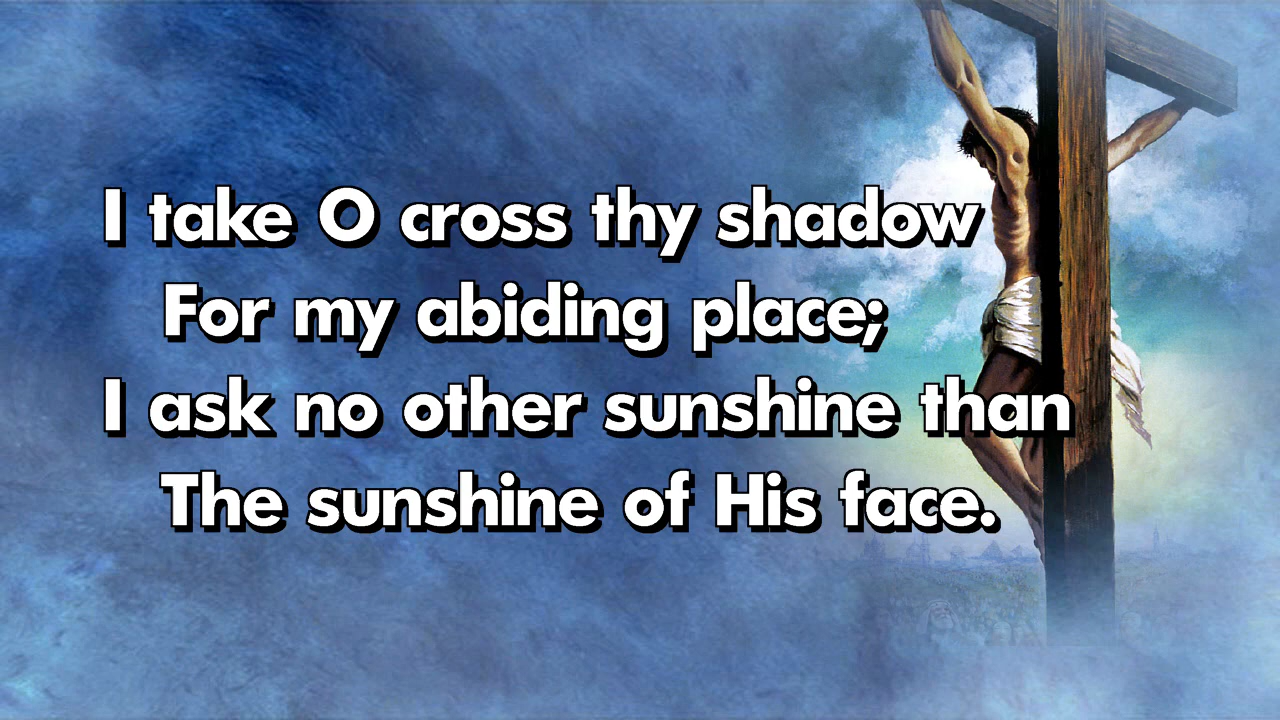 I take O cross thy shadow
For my abiding place;
I ask no other sunshine than
The sunshine of His face.